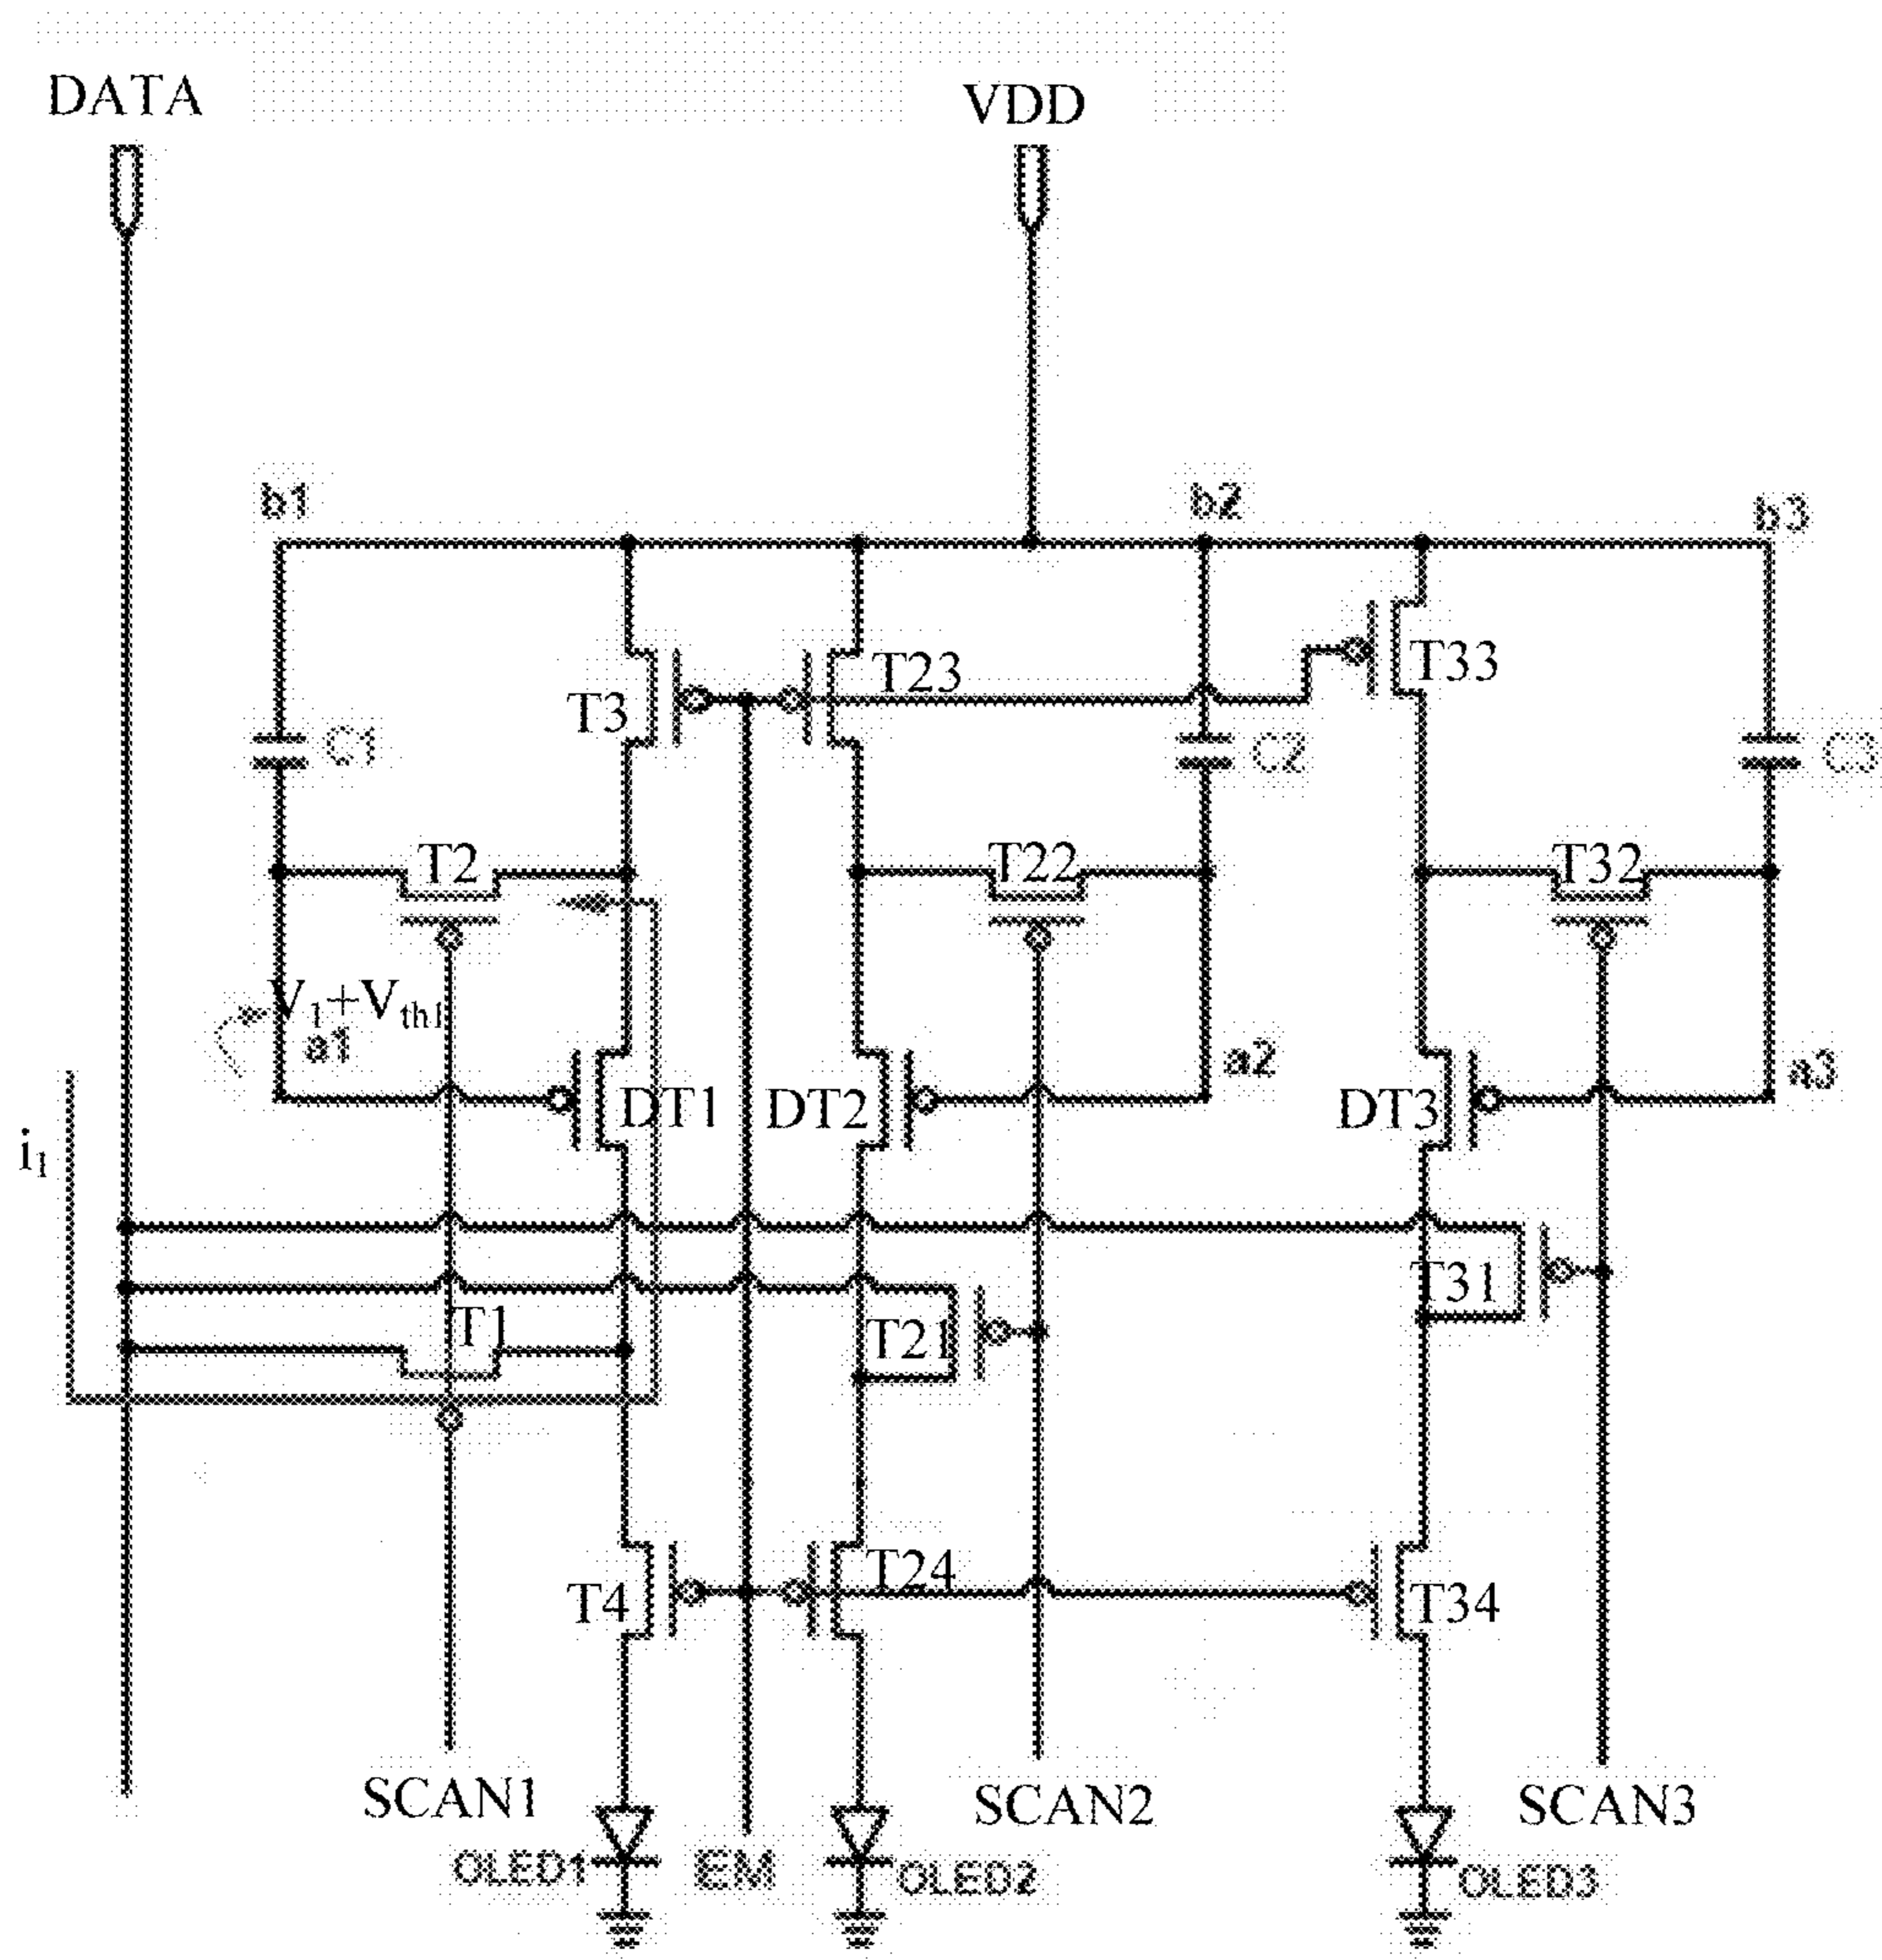 DATA
VDD
b1
b2
b3
T3
T23
T33
C1
C2
C3
T2
T22
T32
V1+Vth1
a1
a2
a3
DT1
DT2
DT3
i1
T1
T21
T31
T4
T24
T34
SCAN1
SCAN2
SCAN3
OLED1
EM
OLED2
OLED3